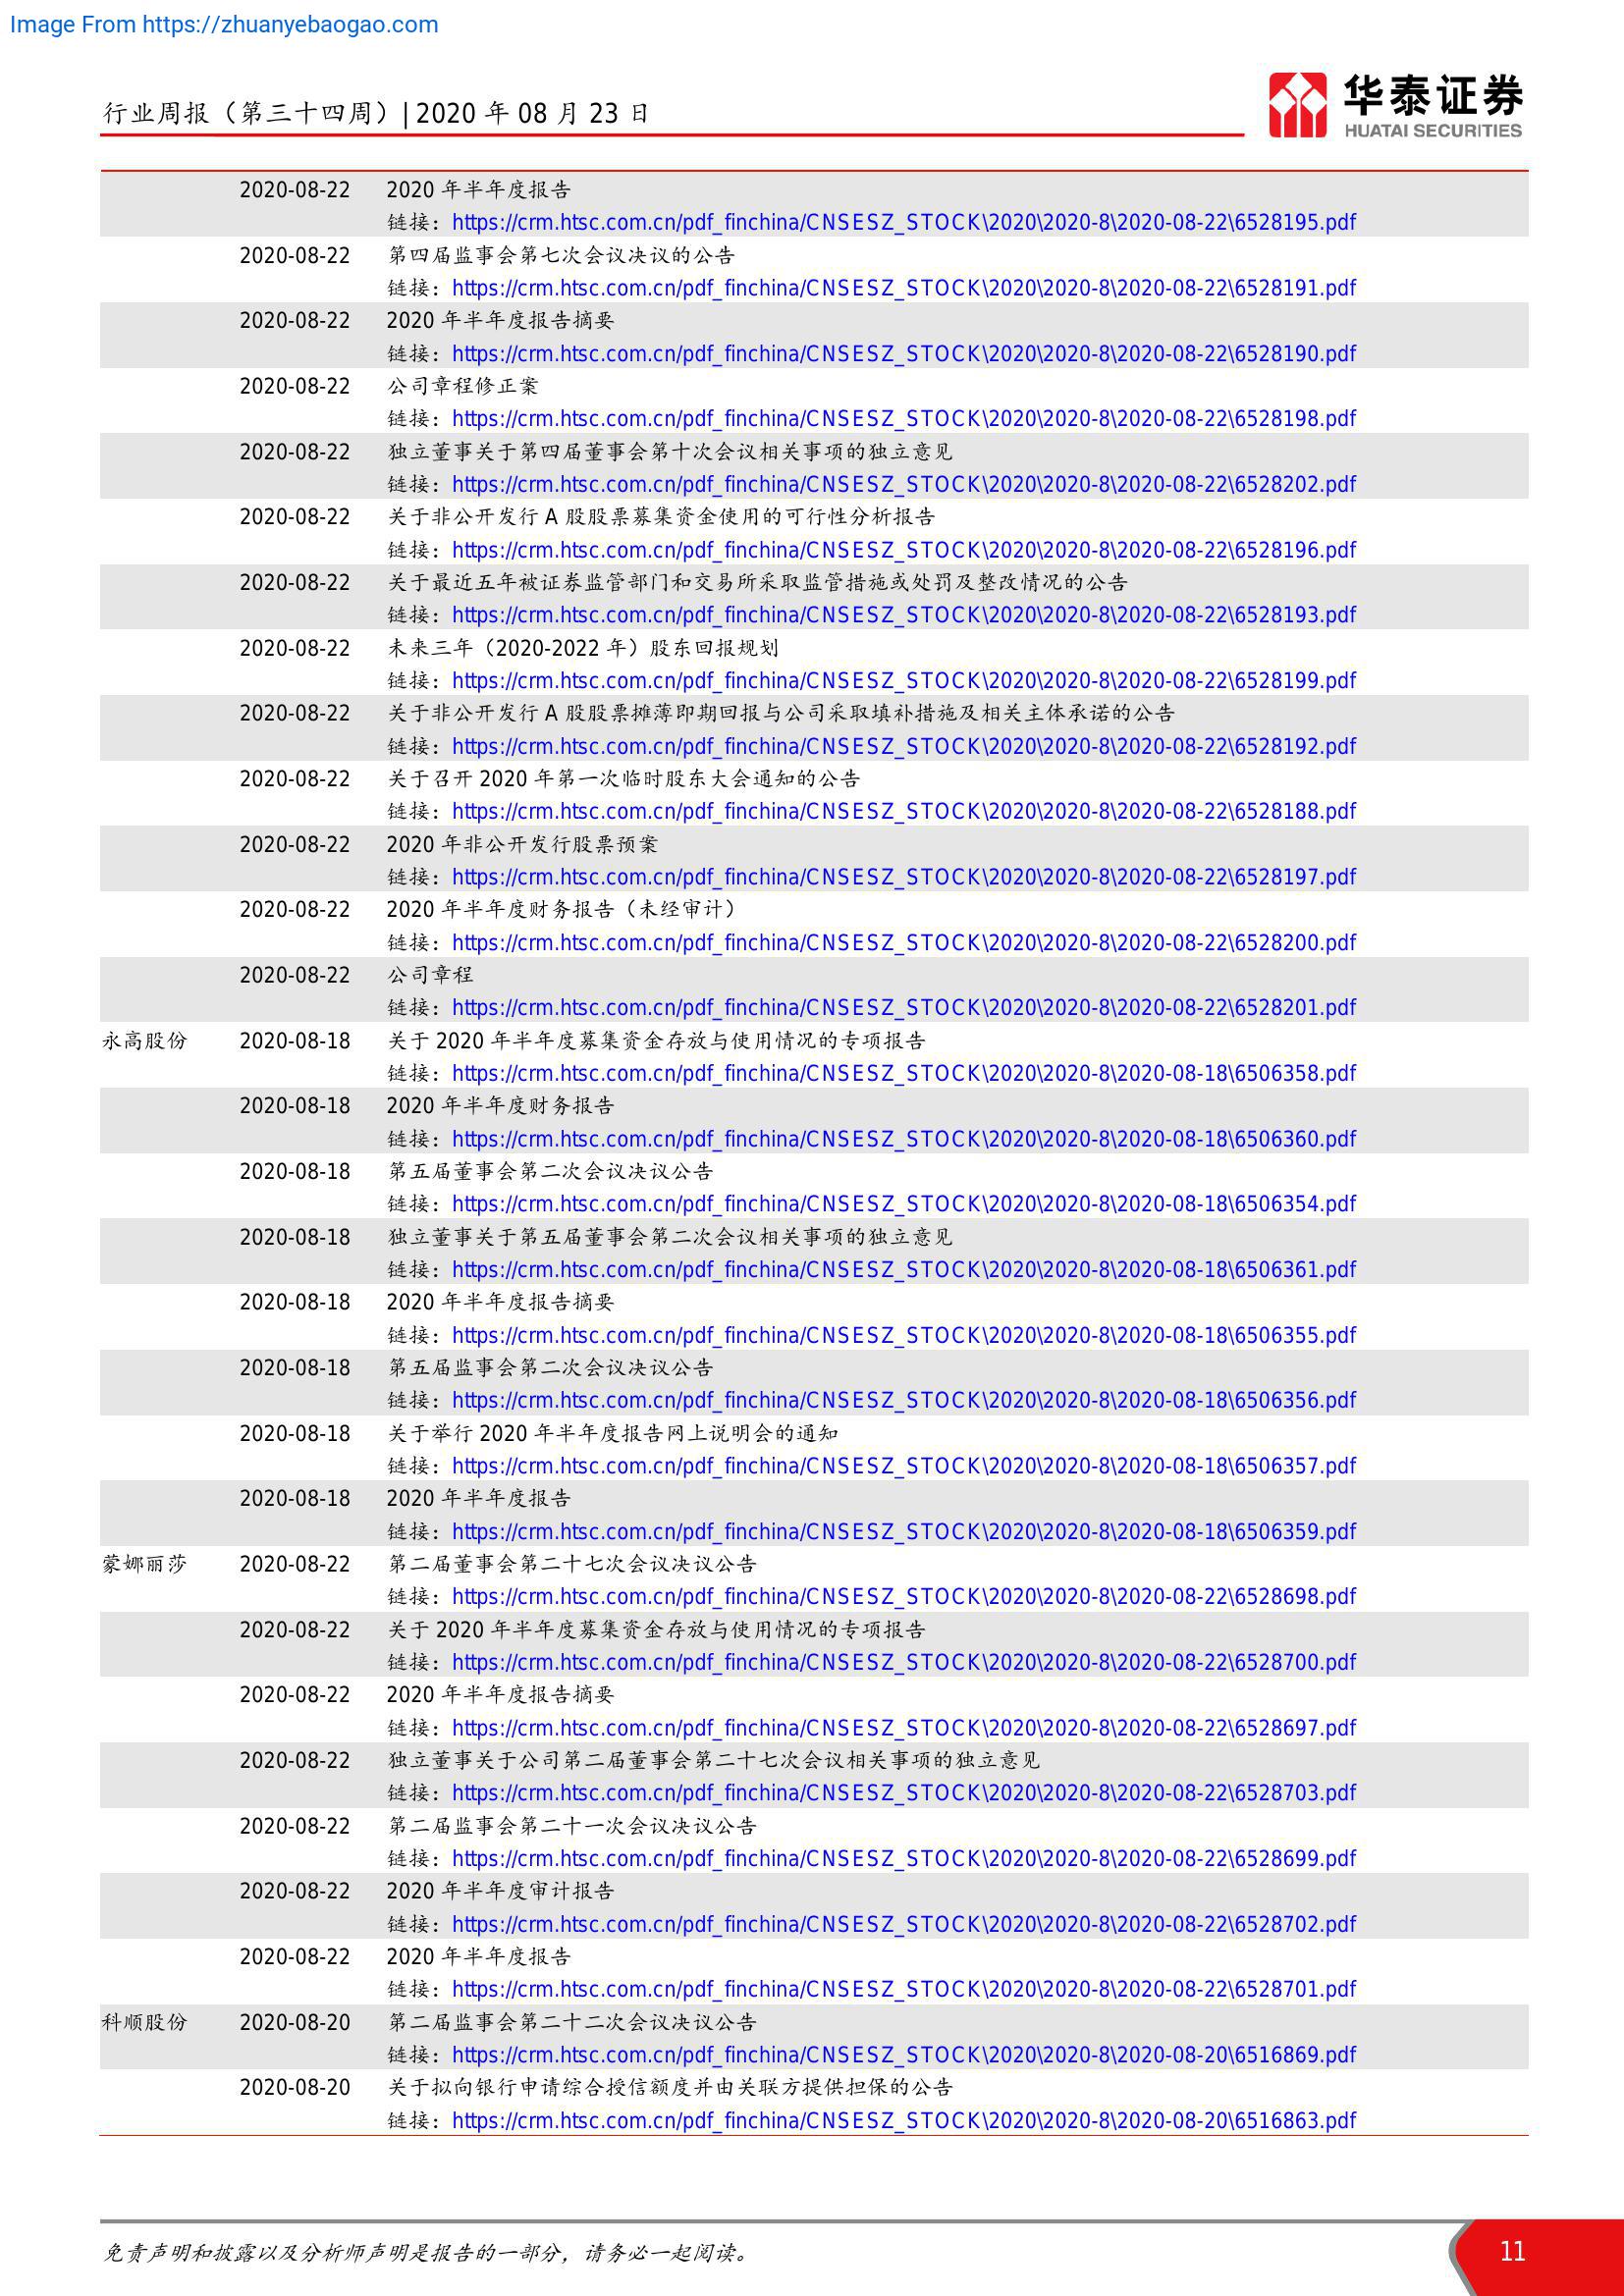 Image From https://zhuanyebaogao.com
行业周报（第三十四周）| 2020 年 08 月 23 日
华泰证券
HUATAI SECURITIES
2020-08-22 2020 年半年度报告
链接：https://crm.htsc.com.cn/pdf_finchina/CNSESZ_STOCK\2020\2020-8\2020-08-22\6528195.pdf
2020-08-22 第四届监事会第七次会议决议的公告
链接：https://crm.htsc.com.cn/pdf_finchina/CNSESZ_STOCK\2020\2020-8\2020-08-22\6528191.pdf
2020-08-22 2020 年半年度报告摘要
链接：https://crm.htsc.com.cn/pdf_finchina/CNSESZ_STOCK\2020\2020-8\2020-08-22\6528190.pdf
2020-08-22 公司章程修正案
链接：https://crm.htsc.com.cn/pdf_finchina/CNSESZ_STOCK\2020\2020-8\2020-08-22\6528198.pdf
2020-08-22 独立董事关于第四届董事会第十次会议相关事项的独立意见
链接：https://crm.htsc.com.cn/pdf_finchina/CNSESZ_STOCK\2020\2020-8\2020-08-22\6528202.pdf
2020-08-22 关于非公开发行 A 股股票募集资金使用的可行性分析报告
链接：https://crm.htsc.com.cn/pdf_finchina/CNSESZ_STOCK\2020\2020-8\2020-08-22\6528196.pdf
2020-08-22 关于最近五年被证券监管部门和交易所采取监管措施或处罚及整改情况的公告
链接：https://crm.htsc.com.cn/pdf_finchina/CNSESZ_STOCK\2020\2020-8\2020-08-22\6528193.pdf
2020-08-22 未来三年（2020-2022 年）股东回报规划
链接：https://crm.htsc.com.cn/pdf_finchina/CNSESZ_STOCK\2020\2020-8\2020-08-22\6528199.pdf
2020-08-22 关于非公开发行 A 股股票摊薄即期回报与公司采取填补措施及相关主体承诺的公告
链接：https://crm.htsc.com.cn/pdf_finchina/CNSESZ_STOCK\2020\2020-8\2020-08-22\6528192.pdf
2020-08-22 关于召开 2020 年第一次临时股东大会通知的公告
链接：https://crm.htsc.com.cn/pdf_finchina/CNSESZ_STOCK\2020\2020-8\2020-08-22\6528188.pdf
2020-08-22 2020 年非公开发行股票预案
链接：https://crm.htsc.com.cn/pdf_finchina/CNSESZ_STOCK\2020\2020-8\2020-08-22\6528197.pdf
2020-08-22 2020 年半年度财务报告（未经审计）
链接：https://crm.htsc.com.cn/pdf_finchina/CNSESZ_STOCK\2020\2020-8\2020-08-22\6528200.pdf
2020-08-22 公司章程
链接：https://crm.htsc.com.cn/pdf_finchina/CNSESZ_STOCK\2020\2020-8\2020-08-22\6528201.pdf
永高股份 2020-08-18 关于 2020 年半年度募集资金存放与使用情况的专项报告
链接：https://crm.htsc.com.cn/pdf_finchina/CNSESZ_STOCK\2020\2020-8\2020-08-18\6506358.pdf
2020-08-18 2020 年半年度财务报告
链接：https://crm.htsc.com.cn/pdf_finchina/CNSESZ_STOCK\2020\2020-8\2020-08-18\6506360.pdf
2020-08-18 第五届董事会第二次会议决议公告
链接：https://crm.htsc.com.cn/pdf_finchina/CNSESZ_STOCK\2020\2020-8\2020-08-18\6506354.pdf
2020-08-18 独立董事关于第五届董事会第二次会议相关事项的独立意见
链接：https://crm.htsc.com.cn/pdf_finchina/CNSESZ_STOCK\2020\2020-8\2020-08-18\6506361.pdf
2020-08-18 2020 年半年度报告摘要
链接：https://crm.htsc.com.cn/pdf_finchina/CNSESZ_STOCK\2020\2020-8\2020-08-18\6506355.pdf
2020-08-18 第五届监事会第二次会议决议公告
链接：https://crm.htsc.com.cn/pdf_finchina/CNSESZ_STOCK\2020\2020-8\2020-08-18\6506356.pdf
2020-08-18 关于举行 2020 年半年度报告网上说明会的通知
链接：https://crm.htsc.com.cn/pdf_finchina/CNSESZ_STOCK\2020\2020-8\2020-08-18\6506357.pdf
2020-08-18 2020 年半年度报告
链接：https://crm.htsc.com.cn/pdf_finchina/CNSESZ_STOCK\2020\2020-8\2020-08-18\6506359.pdf
蒙娜丽莎 2020-08-22 第二届董事会第二十七次会议决议公告
链接：https://crm.htsc.com.cn/pdf_finchina/CNSESZ_STOCK\2020\2020-8\2020-08-22\6528698.pdf
2020-08-22 关于 2020 年半年度募集资金存放与使用情况的专项报告
链接：https://crm.htsc.com.cn/pdf_finchina/CNSESZ_STOCK\2020\2020-8\2020-08-22\6528700.pdf
2020-08-22 2020 年半年度报告摘要
链接：https://crm.htsc.com.cn/pdf_finchina/CNSESZ_STOCK\2020\2020-8\2020-08-22\6528697.pdf
2020-08-22 独立董事关于公司第二届董事会第二十七次会议相关事项的独立意见
链接：https://crm.htsc.com.cn/pdf_finchina/CNSESZ_STOCK\2020\2020-8\2020-08-22\6528703.pdf
2020-08-22 第二届监事会第二十一次会议决议公告
链接：https://crm.htsc.com.cn/pdf_finchina/CNSESZ_STOCK\2020\2020-8\2020-08-22\6528699.pdf
2020-08-22 2020 年半年度审计报告
链接：https://crm.htsc.com.cn/pdf_finchina/CNSESZ_STOCK\2020\2020-8\2020-08-22\6528702.pdf
2020-08-22 2020 年半年度报告
链接：https://crm.htsc.com.cn/pdf_finchina/CNSESZ_STOCK\2020\2020-8\2020-08-22\6528701.pdf
科顺股份 2020-08-20 第二届监事会第二十二次会议决议公告
链接：https://crm.htsc.com.cn/pdf_finchina/CNSESZ_STOCK\2020\2020-8\2020-08-20\6516869.pdf
2020-08-20 关于拟向银行申请综合授信额度并由关联方提供担保的公告
链接：https://crm.htsc.com.cn/pdf_finchina/CNSESZ_STOCK\2020\2020-8\2020-08-20\6516863.pdf
免责声明和披露以及分析师声明是报告的一部分，请务必一起阅读。
11